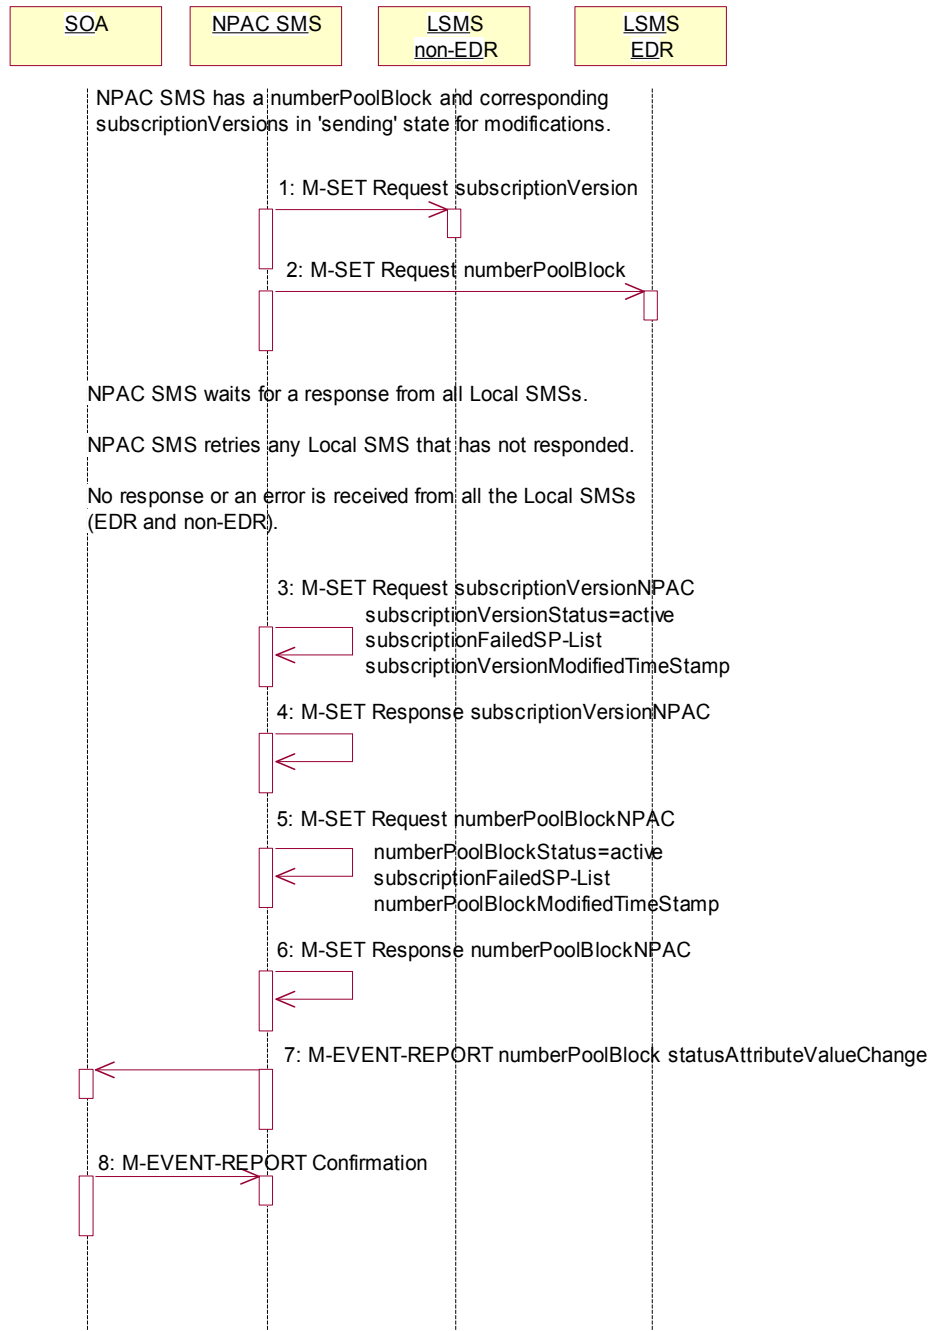 SOA
NPAC SMS
LSMS
non-EDR
LSMS
EDR
NPAC SMS has a numberPoolBlock and corresponding
subscriptionVersions in 'sending' state for modifications.
1: M-SET Request subscriptionVersion
2: M-SET Request numberPoolBlock
NPAC SMS waits for a response from all Local SMSs.
NPAC SMS retries any Local SMS that has not responded.
No response or an error is received from all the Local SMSs
(EDR and non-EDR).
3: M-SET Request subscriptionVersionNPAC
subscriptionVersionStatus=active
subscriptionFailedSP-List
subscriptionVersionModifiedTimeStamp
4: M-SET Response subscriptionVersionNPAC
5: M-SET Request numberPoolBlockNPAC
numberPoolBlockStatus=active
subscriptionFailedSP-List
numberPoolBlockModifiedTimeStamp
6: M-SET Response numberPoolBlockNPAC
7: M-EVENT-REPORT numberPoolBlock statusAttributeValueChange
8: M-EVENT-REPORT Confirmation